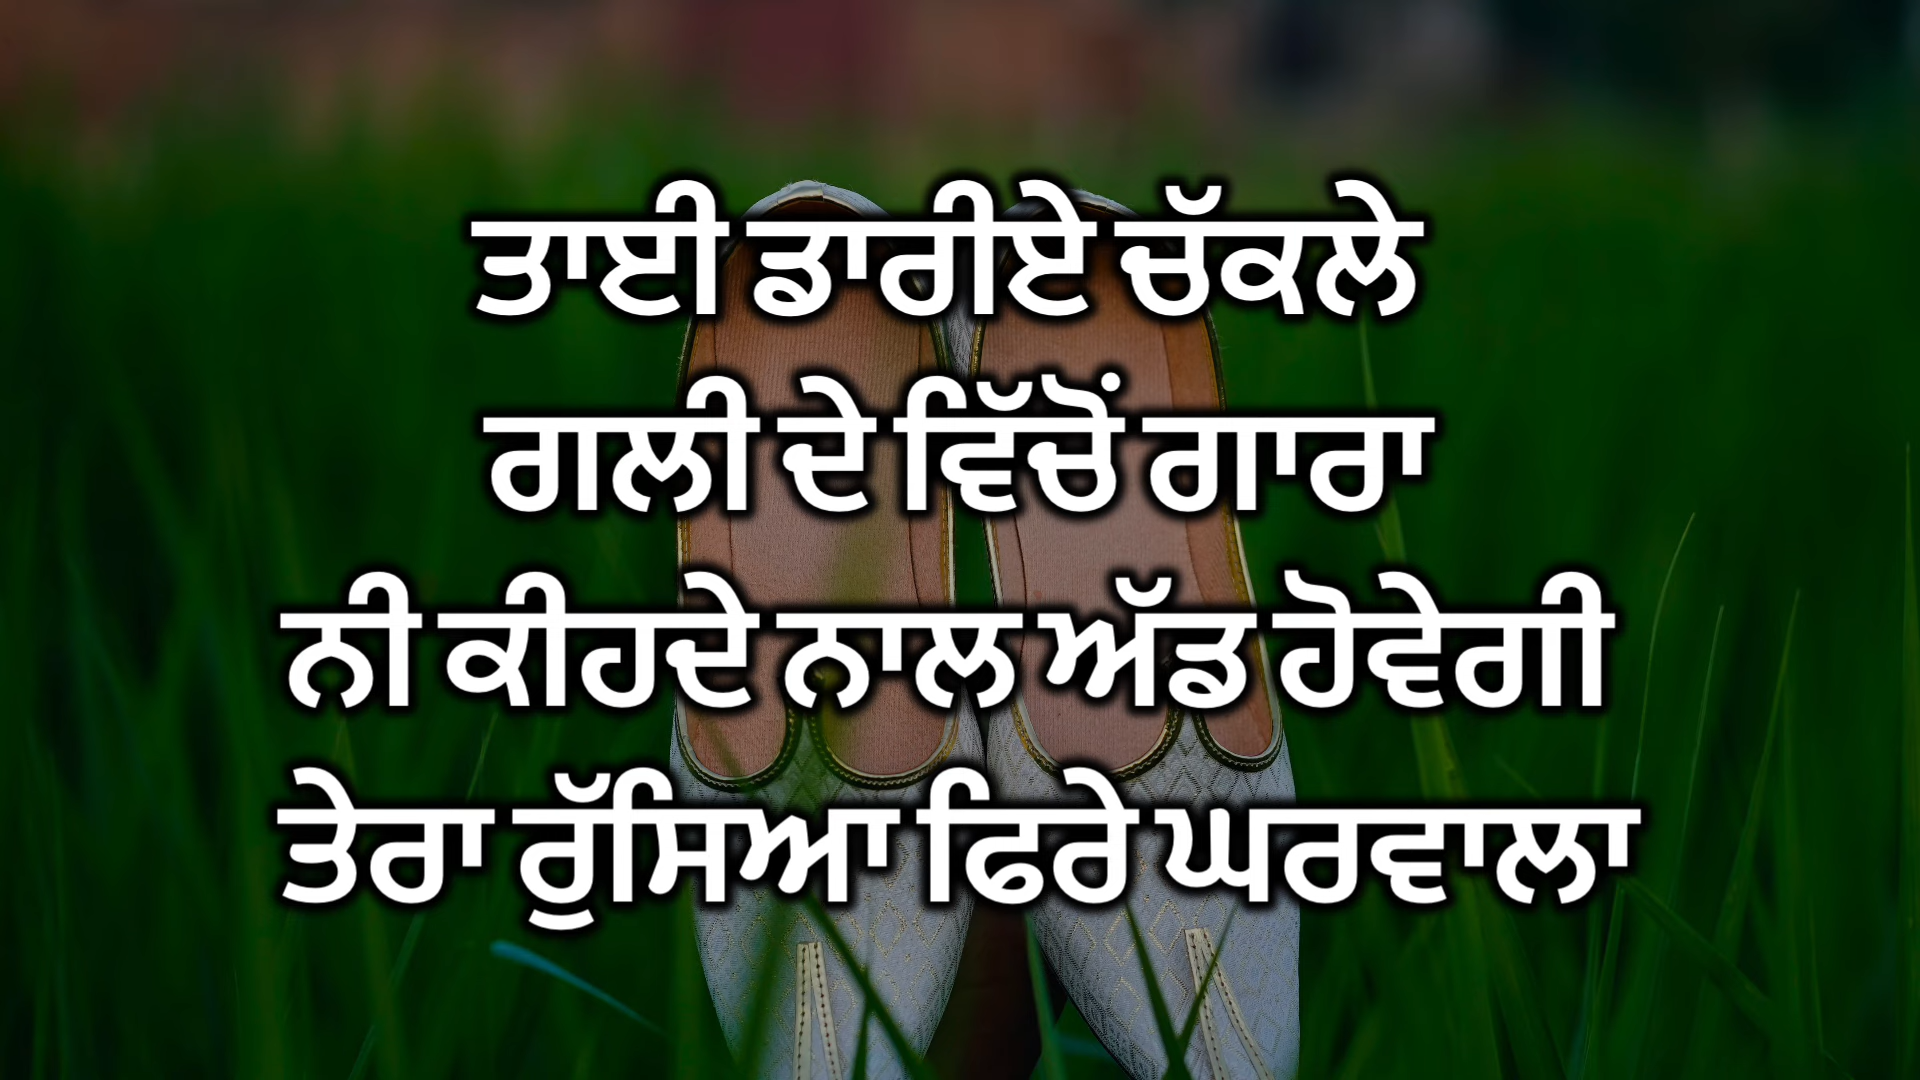 ਤਾਈ ਡਾਰੀਏ ਚੱਕਲੇ
ਗਲੀ ਦੇ ਵਿੱਚੋਂ ਗਾਰਾ
ਨੀ ਕੀਹਦੇ ਨਾਲ ਅੱਡ ਹੋਵੇਗੀ
ਤੇਰਾ ਰੁੱਸਿਆ ਫਿਰੇ ਘਰਵਾਲਾ